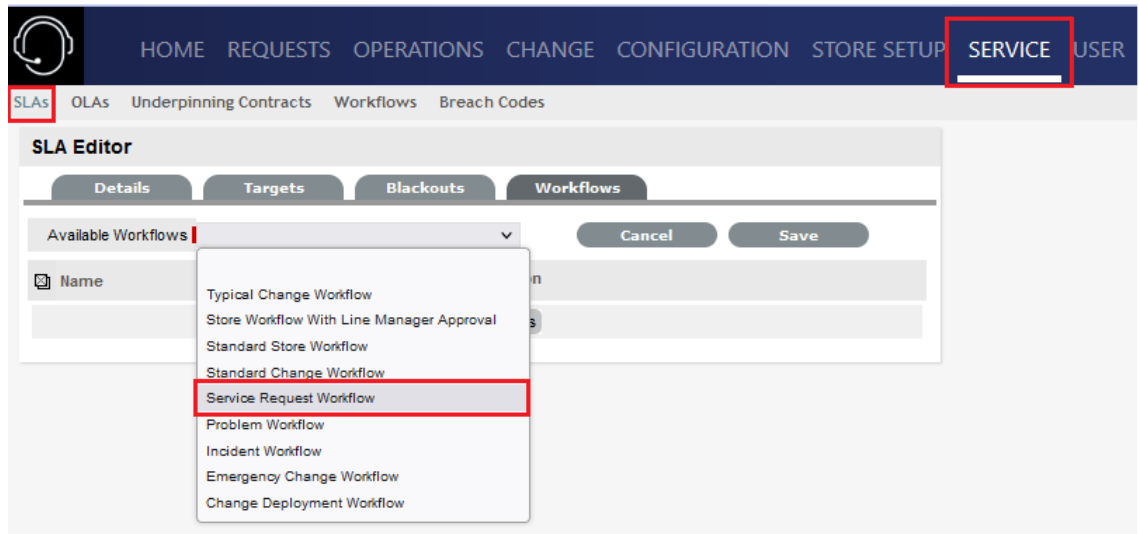 HOME REQUESTS OPERATIONS CHANGE CONFIGURATION STORE SETUP SERVICE USER
SLAs OLAs Underpinning Contracts Workflows Breach Codes
SLA Editor
Details Targets Blackouts Workflows
Available Workflows Cancel Save
Name
Typical Change Workflow
Store Workflow With Line Manager Approval
Standard Store Workflow
Standard Change Workflow
Service Request Workflow
Problem Workflow
Incident Workflow
Emergency Change Workflow
Change Deployment Workflow